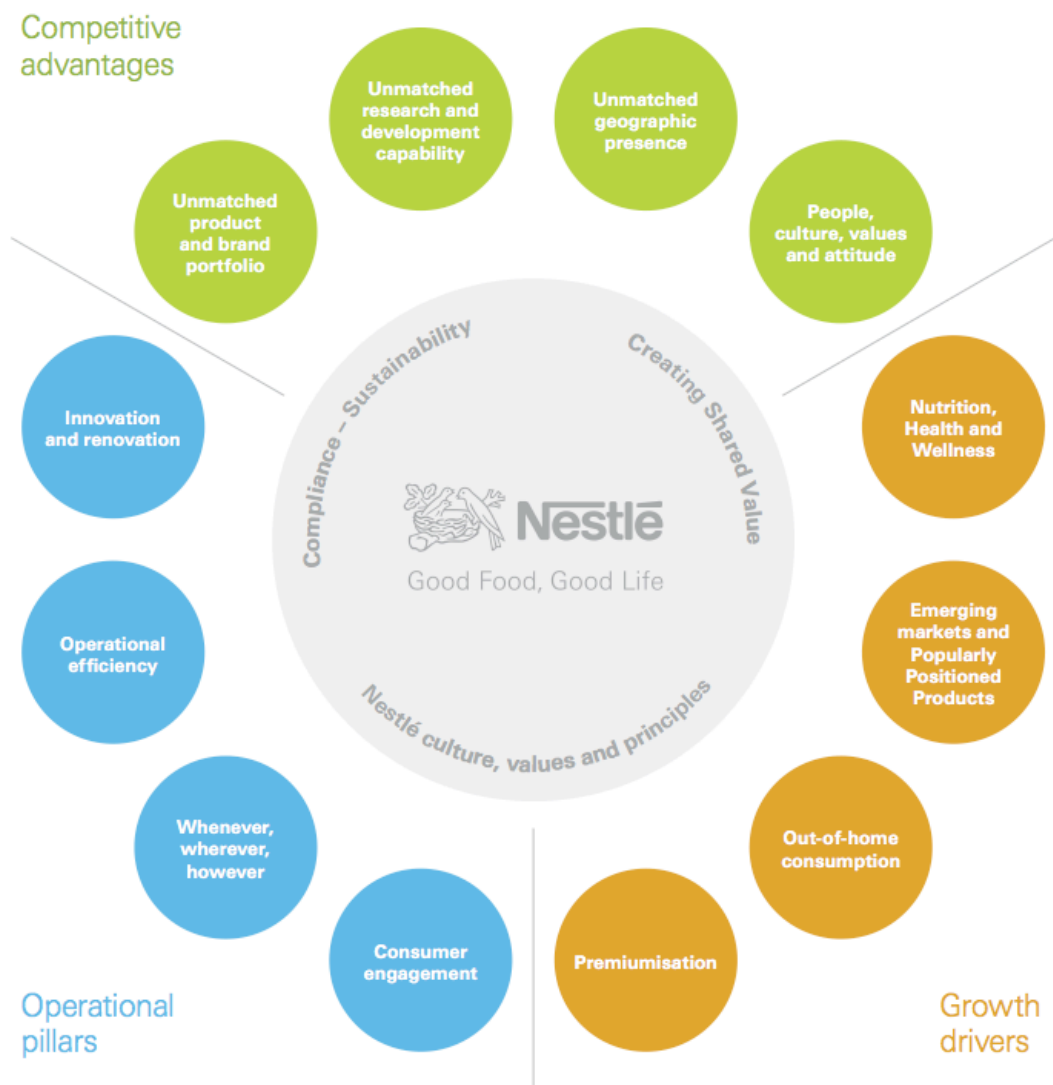 Competitive
advantages
Unmatched
research and
development
capability
Unmatched
geographic
presence
Unmatched
product
and brand
portfolio
People,
culture, values
and attitude
Compliance – Sustainability
Creating Shared Value
Innovation
and renovation
Nutrition,
Health and
Wellness
Nestlé
Good Food, Good Life
Operational
efficiency
Emerging
markets and
Popularly
Positioned
Products
Nestlé culture, values and principles
Whenever,
wherever,
however
Out-of-home
consumption
Consumer
engagement
Premiumisation
Operational
pillars
Growth
drivers